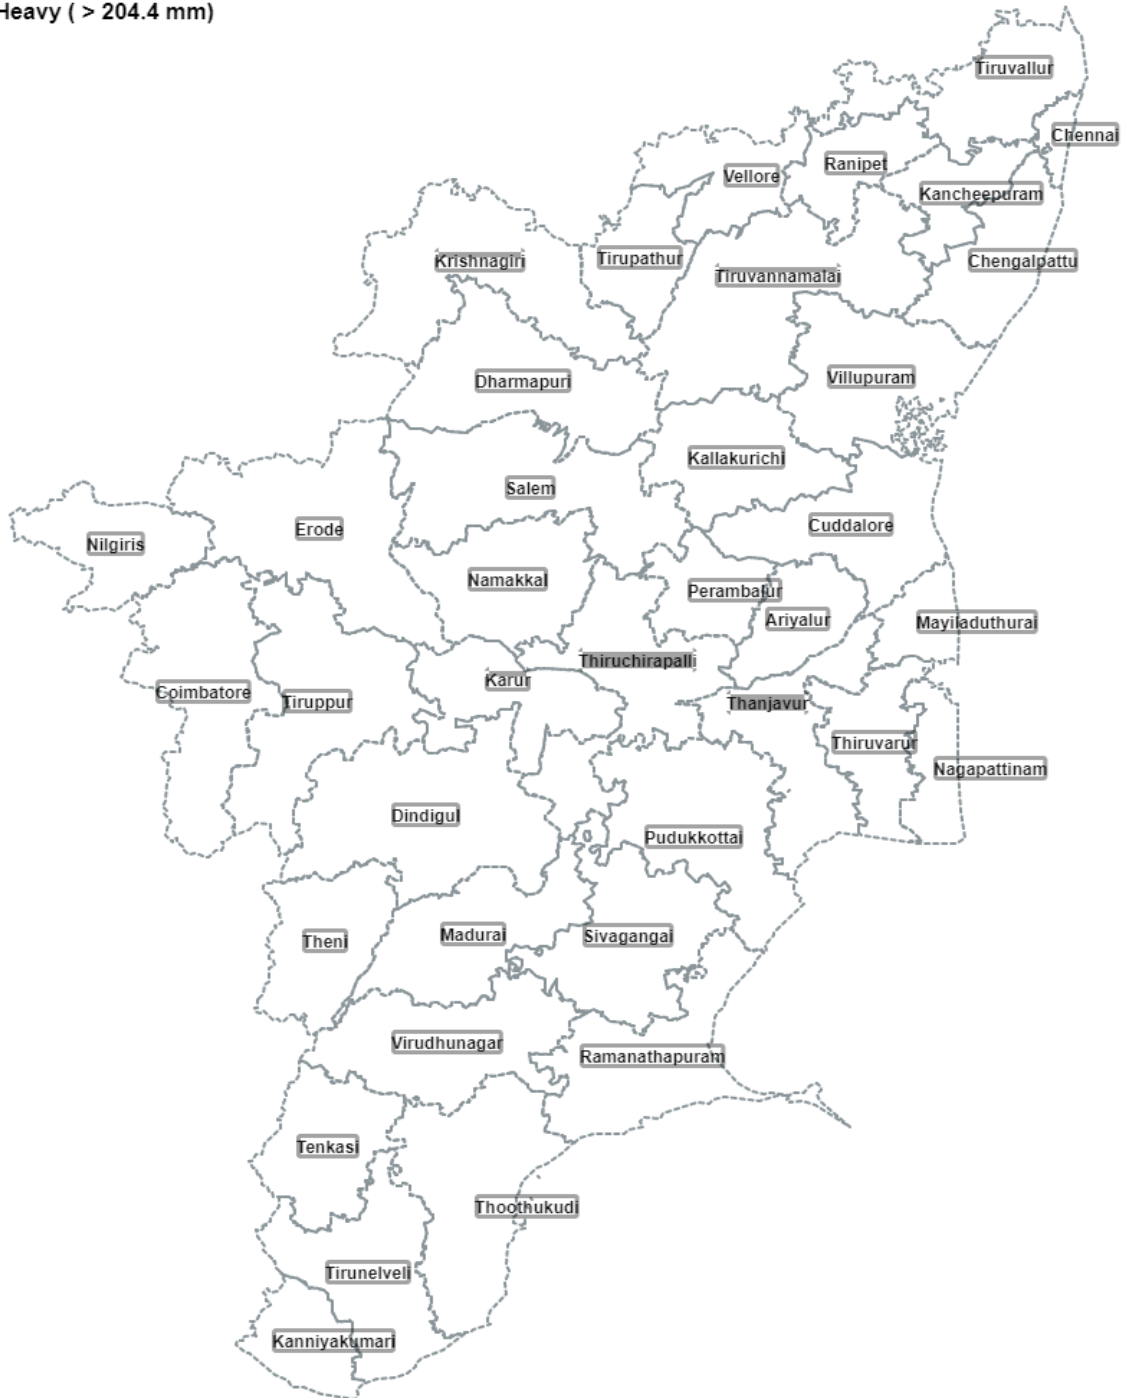 Heavy ( > 204.4 mm)
Tiruvallur
Chennai
Ranipet
Vellore
Kancheepuram
Tirupathur
Krishnagiri
Chengalpattu
Tiruvannamalai
Villupuram
Dharmapuri
Kallakurichi
Salem
Cuddalore
Erode
Nilgiris
Namakkal
Perambalur
Ariyalur
Mayiladuthurai
Thiruchirapalli
Karur
Coimbatore
Tiruppur
Thanjavur
Thiruvarur
Nagapattinam
Dindigul
Pudukkottai
Madurai
Sivagangai
Theni
Virudhunagar
Ramanathapuram
Tenkasi
Thoothukudi
Tirunelveli
Kanniyakumari